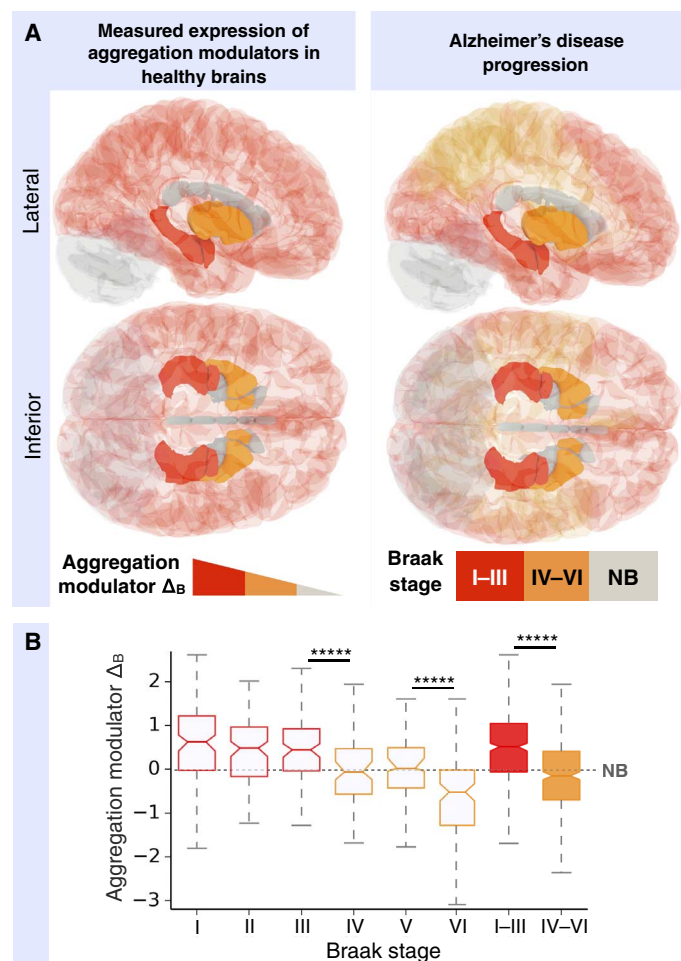 A
Measured expression of
aggregation modulators in
healthy brains
Alzheimer's disease
progression
Lateral
Inferior
Aggregation
modulator ΔB
Braak
stage
I–III
IV–VI
NB
B
Aggregation modulator ΔB
2
1
0
−1
−2
−3
*****
*****
*****
NB
I
II
III
IV
V
VI
I–III
IV–VI
Braak stage